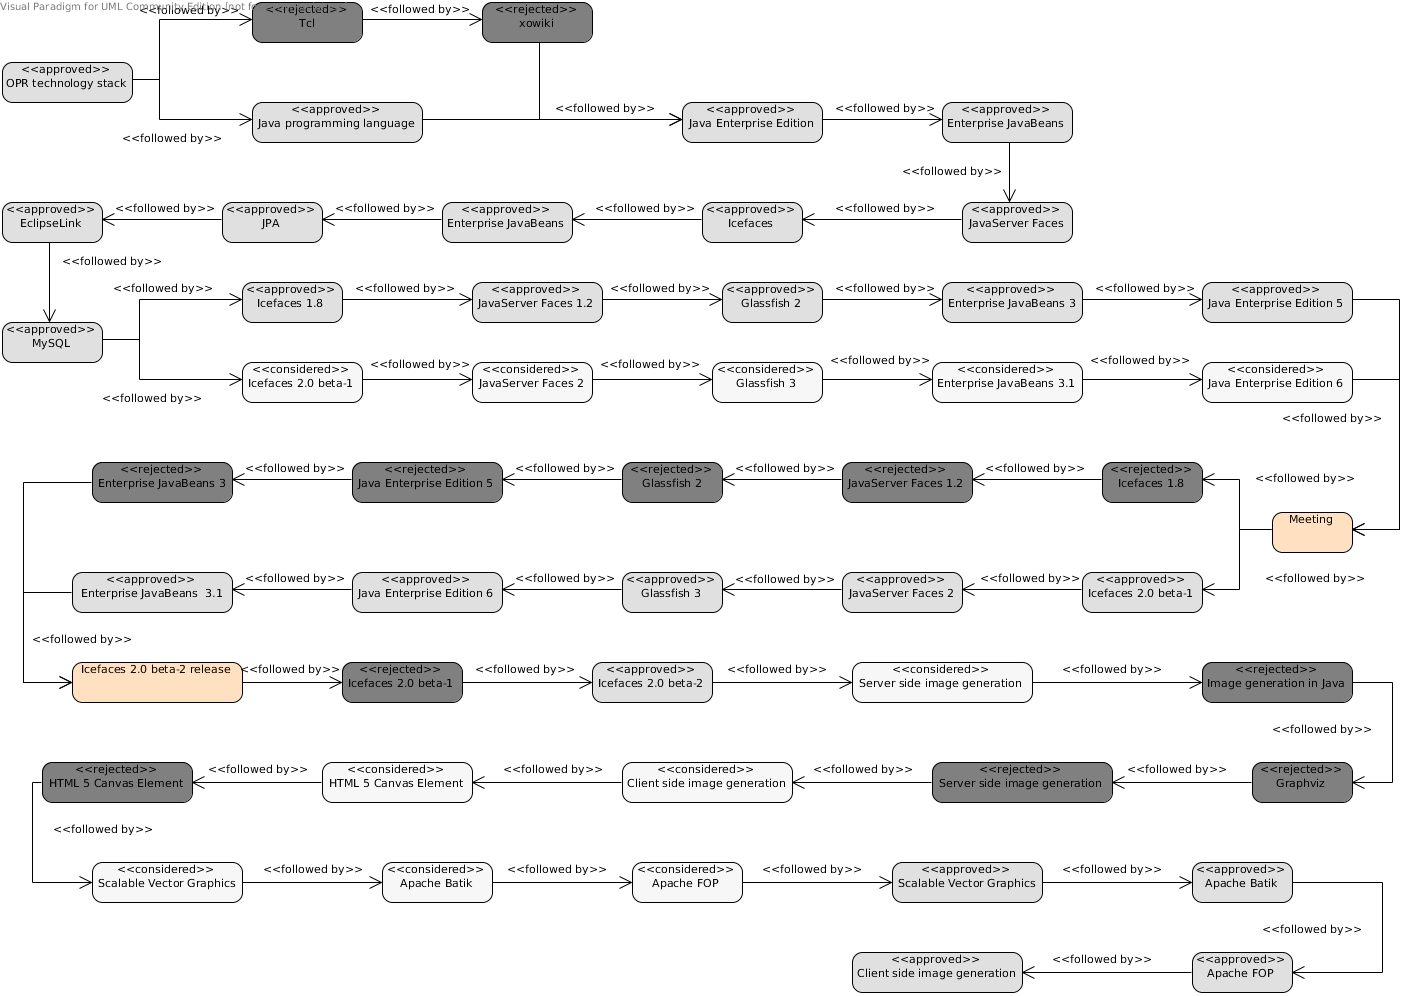 Visual Paradigm for UML Community Edition [not f
<<followed by>>
<<rejected>>
Tcl
<<followed by>>
<<rejected>>
xowiki
<<approved>>
OPR technology stack
<<followed by>>
<<approved>>
Java programming language
<<followed by>>
<<approved>>
Java Enterprise Edition
<<followed by>>
<<approved>>
Enterprise JavaBeans
<<followed by>>
<<approved>>
EclipseLink
<<followed by>>
<<approved>>
JPA
<<followed by>>
<<approved>>
Enterprise JavaBeans
<<followed by>>
<<approved>>
Icefaces
<<followed by>>
<<approved>>
JavaServer Faces
<<followed by>>
<<followed by>>
<<approved>>
Icefaces 1.8
<<followed by>>
<<approved>>
JavaServer Faces 1.2
<<followed by>>
<<approved>>
Glassfish 2
<<followed by>>
<<approved>>
Enterprise JavaBeans 3
<<followed by>>
<<approved>>
Java Enterprise Edition 5
<<approved>>
MySQL
<<followed by>>
<<considered>>
Icefaces 2.0 beta-1
<<followed by>>
<<considered>>
JavaServer Faces 2
<<followed by>>
<<considered>>
Glassfish 3
<<followed by>>
<<considered>>
Enterprise JavaBeans 3.1
<<followed by>>
<<considered>>
Java Enterprise Edition 6
<<followed by>>
<<rejected>>
Enterprise JavaBeans 3
<<followed by>>
<<rejected>>
Java Enterprise Edition 5
<<followed by>>
<<rejected>>
Glassfish 2
<<followed by>>
<<rejected>>
JavaServer Faces 1.2
<<followed by>>
<<rejected>>
Icefaces 1.8
<<followed by>>
Meeting
<<approved>>
Enterprise JavaBeans  3.1
<<followed by>>
<<approved>>
Java Enterprise Edition 6
<<followed by>>
<<approved>>
Glassfish 3
<<followed by>>
<<approved>>
JavaServer Faces 2
<<followed by>>
<<approved>>
Icefaces 2.0 beta-1
<<followed by>>
<<followed by>>
Icefaces 2.0 beta-2 release
<<followed by>>
<<rejected>>
Icefaces 2.0 beta-1
<<followed by>>
<<approved>>
Icefaces 2.0 beta-2
<<followed by>>
<<considered>>
Server side image generation
<<followed by>>
<<rejected>>
Image generation in Java
<<followed by>>
<<rejected>>
HTML 5 Canvas Element
<<followed by>>
<<considered>>
HTML 5 Canvas Element
<<followed by>>
<<considered>>
Client side image generation
<<followed by>>
<<rejected>>
Server side image generation
<<followed by>>
<<rejected>>
Graphviz
<<followed by>>
<<considered>>
Scalable Vector Graphics
<<followed by>>
<<considered>>
Apache Batik
<<followed by>>
<<considered>>
Apache FOP
<<followed by>>
<<approved>>
Scalable Vector Graphics
<<followed by>>
<<approved>>
Apache Batik
<<followed by>>
<<approved>>
Client side image generation
<<followed by>>
<<approved>>
Apache FOP